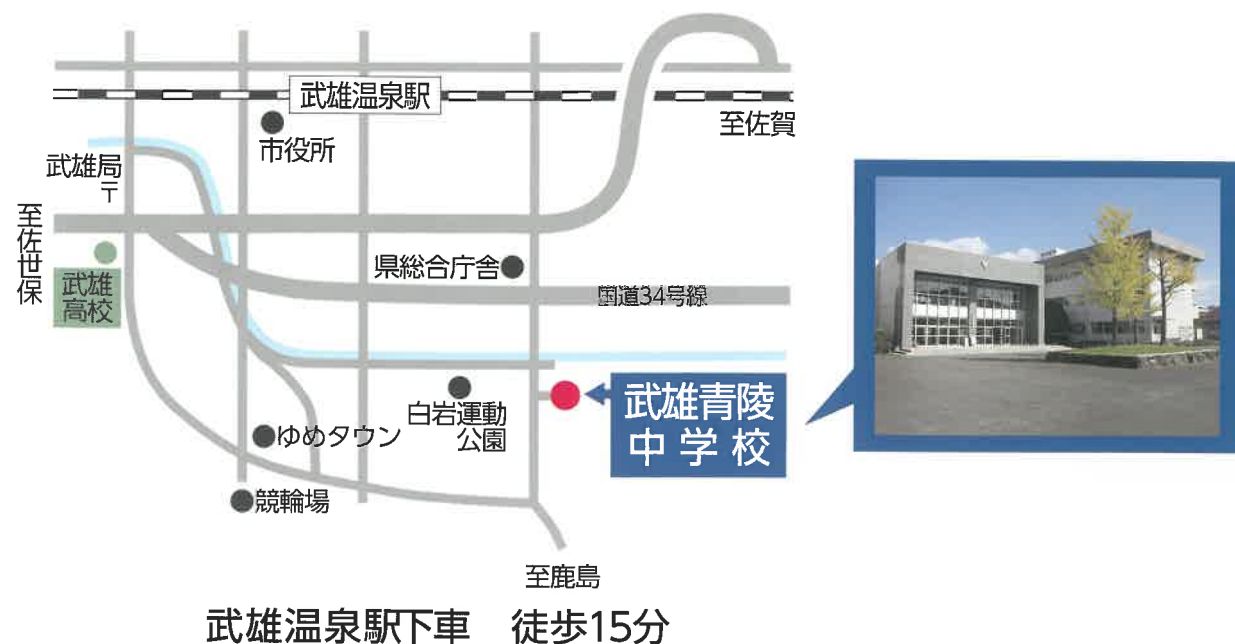 武雄温泉駅
至佐賀
市役所
武雄局
〒
至佐世保
武雄
高校
県総合庁舎
国道34号線
武雄青陵
中学校
白岩運動
公園
ゆめタウン
競輪場
至鹿島
武雄温泉駅下車　徒歩15分